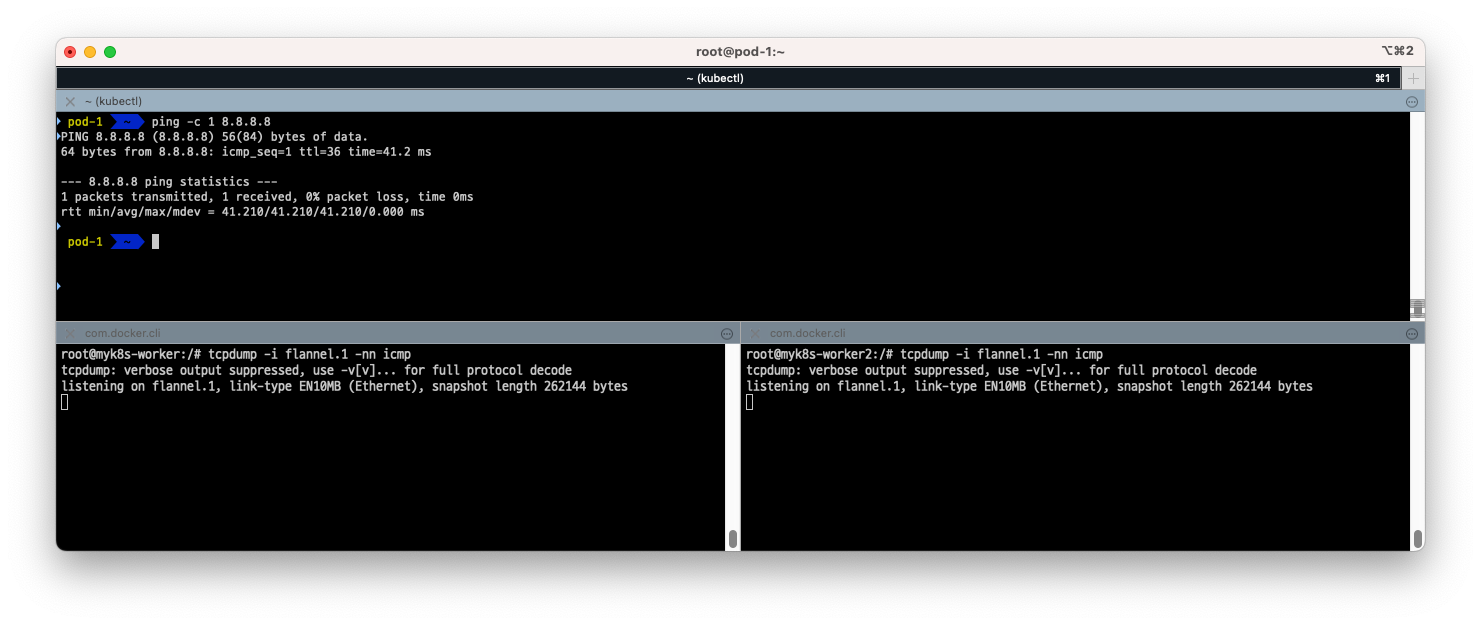 root@pod-1:~
⌥⌘2
~ (kubectl)
⌘1
~ (kubectl)
pod-1 ~ ping -c 1 8.8.8.8
PING 8.8.8.8 (8.8.8.8) 56(84) bytes of data.
64 bytes from 8.8.8.8: icmp_seq=1 ttl=36 time=41.2 ms
--- 8.8.8.8 ping statistics ---
1 packets transmitted, 1 received, 0% packet loss, time 0ms
rtt min/avg/max/mdev = 41.210/41.210/41.210/0.000 ms
pod-1 ~
com.docker.cli
root@myk8s-worker:/# tcpdump -i flannel.1 -nn icmp
tcpdump: verbose output suppressed, use -v[v]... for full protocol decode
listening on flannel.1, link-type EN10MB (Ethernet), snapshot length 262144 bytes
com.docker.cli
root@myk8s-worker2:/# tcpdump -i flannel.1 -nn icmp
tcpdump: verbose output suppressed, use -v[v]... for full protocol decode
listening on flannel.1, link-type EN10MB (Ethernet), snapshot length 262144 bytes